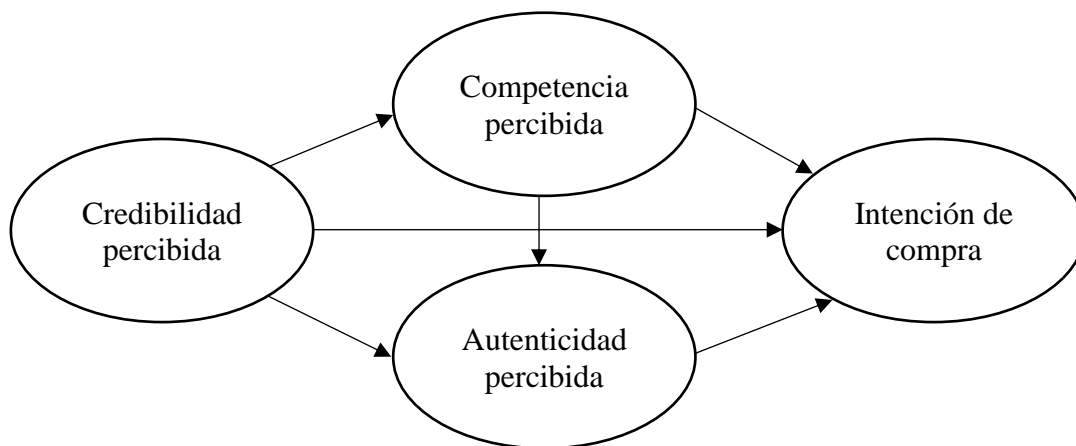 Competencia
percibida
Credibilidad
percibida
Intención de
compra
Autenticidad
percibida